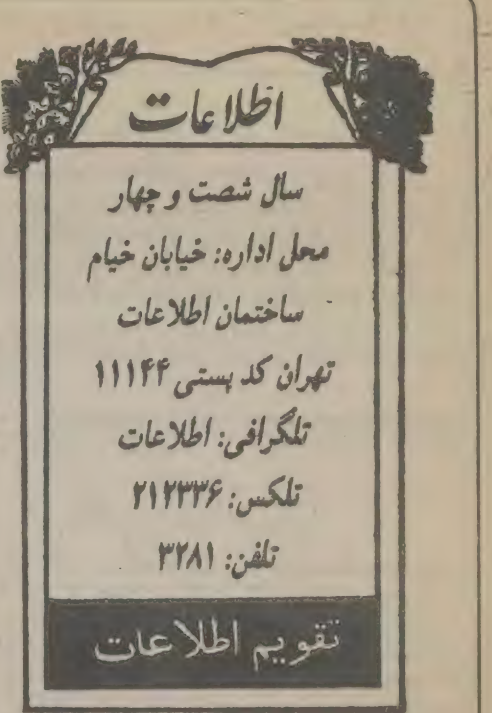 اطلاعات
سال شصت و چهار
محل اداره: خیابان خیام
ساختمان اطلاعات
تهران کد پستی ۱۱۱۴۴
تلگرافی: اطلاعات
تلکس: ۲۱۲۳۳۶
تلفن: ۳۲۸۱
تقویم اطلاعات